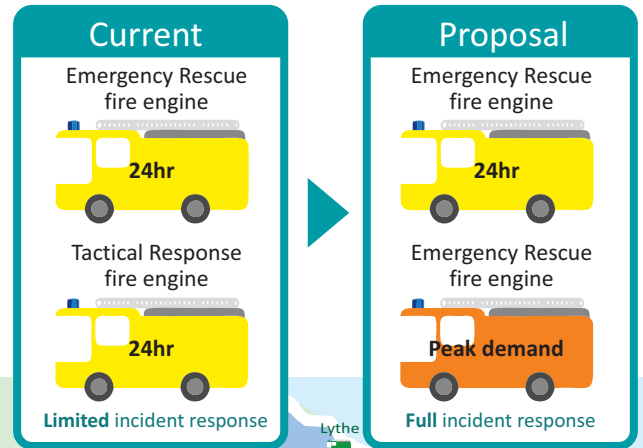 Current
Emergency Rescue
fire engine
24hr
Tactical Response
fire engine
24hr
Limited incident response
Proposal
Emergency Rescue
fire engine
24hr
Emergency Rescue
fire engine
Peak demand
Full incident response
Lythe